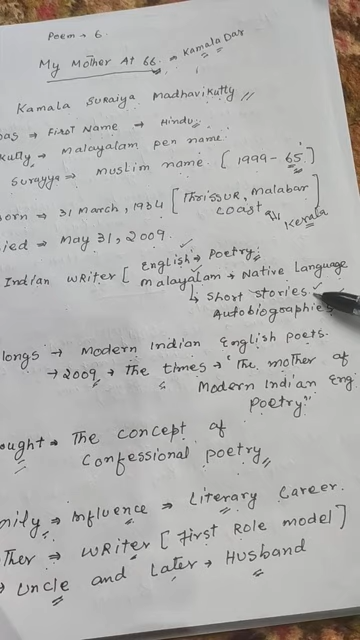 Poem → 6
My Mother At 66. → Kamala Das
Kamala Suraiya Madhavikutty //
Das ⇒ First Name → Hindu
kutty → Malayalam pen name.
Surayya ⇒ Muslim name. [1999 - 65]
orn ⇒ 31 March, 1934 [Thrissur, Malabar
coast Kerala
ied → May 31, 2009.
Indian writer [ English → Poetry.
Malayalam → Native Language
↳ Short stories ✓
Autobiographies
longs → Modern Indian English poets.
→ 2009 → The times → "The mother of
Modern Indian Eng
Poetry."
ought → The concept of
confessional poetry //
mily ⇒ Influence ⇒ Literary Career.
ther ⇒ Writer [First Role model]
→ Uncle and Later → Husband